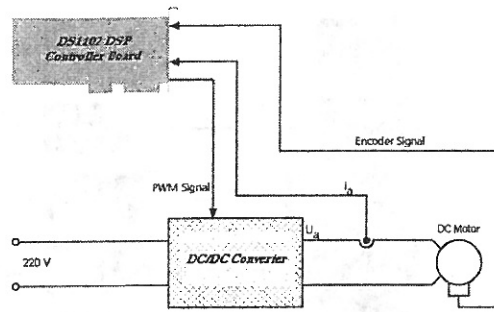 DS1102 DSP
Controller Board
Encoder Signal
PWM Signal
i_a
U_a
DC Motor
DC/DC Converter
220 V